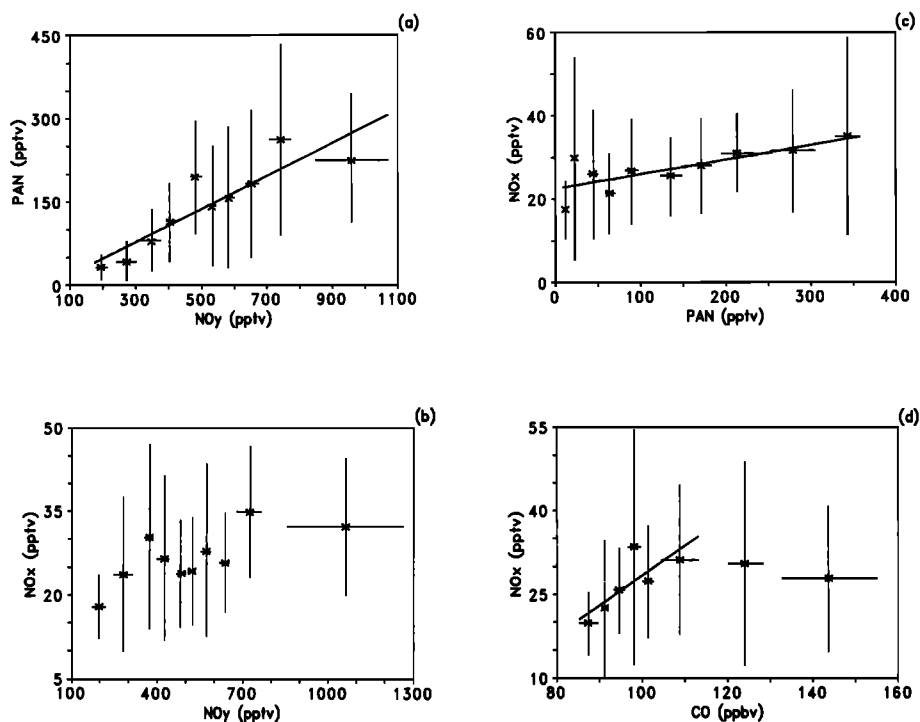 (a)
450
300
150
0
PAN (pptv)
100 300 500 700 900 1100
NOy (pptv)
(c)
60
40
20
0
NOx (pptv)
0 100 200 300 400
PAN (pptv)
(b)
50
35
20
5
NOx (pptv)
100 400 700 1000 1300
NOy (pptv)
(d)
55
40
25
10
NOx (pptv)
80 100 120 140 160
CO (ppbv)